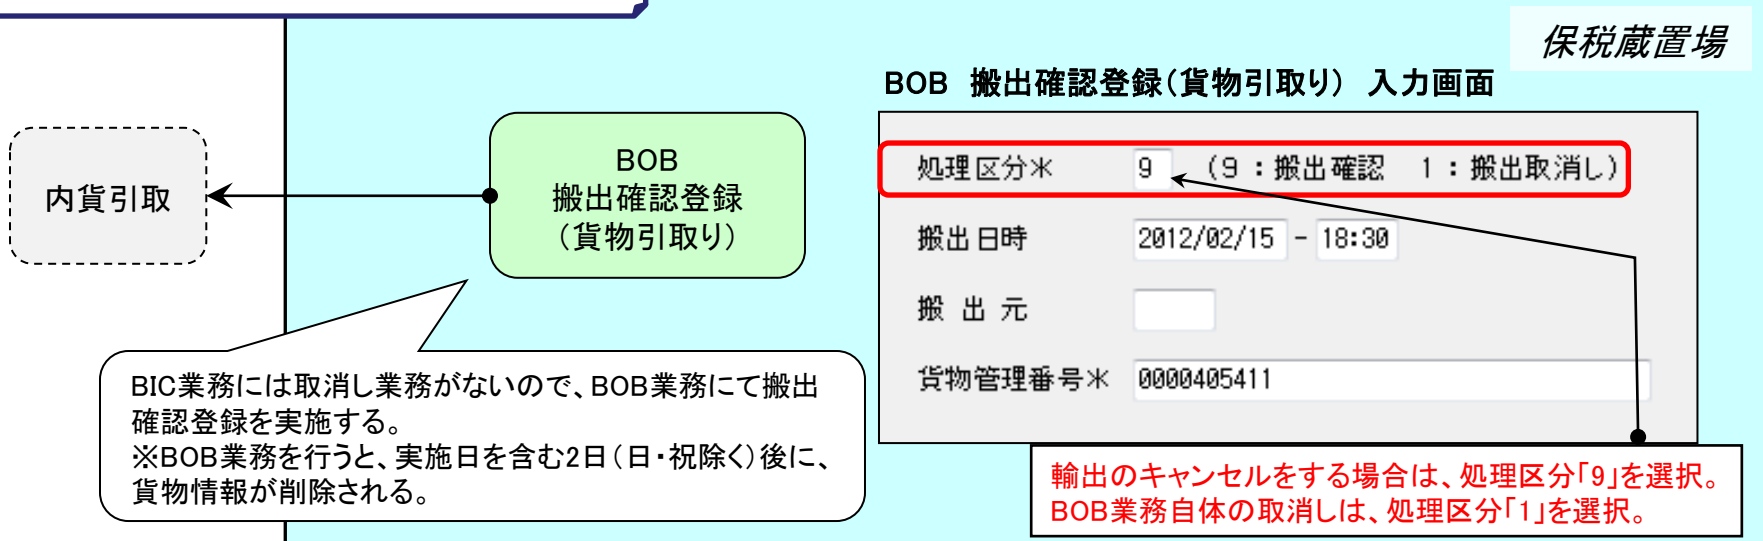 保税蔵置場
BOB 搬出確認登録（貨物引取り） 入力画面
内貨引取
BOB
搬出確認登録
（貨物引取り）
処理区分※ 9 （9：搬出確認 1：搬出取消し）
搬出日時 2012/02/15 - 18:30
搬出元
貨物管理番号※ 0000405411
BIC業務には取消し業務がないので、BOB業務にて搬出
確認登録を実施する。
※BOB業務を行うと、実施日を含む2日（日・祝除く）後に、
貨物情報が削除される。
輸出のキャンセルをする場合は、処理区分「9」を選択。
BOB業務自体の取消しは、処理区分「1」を選択。